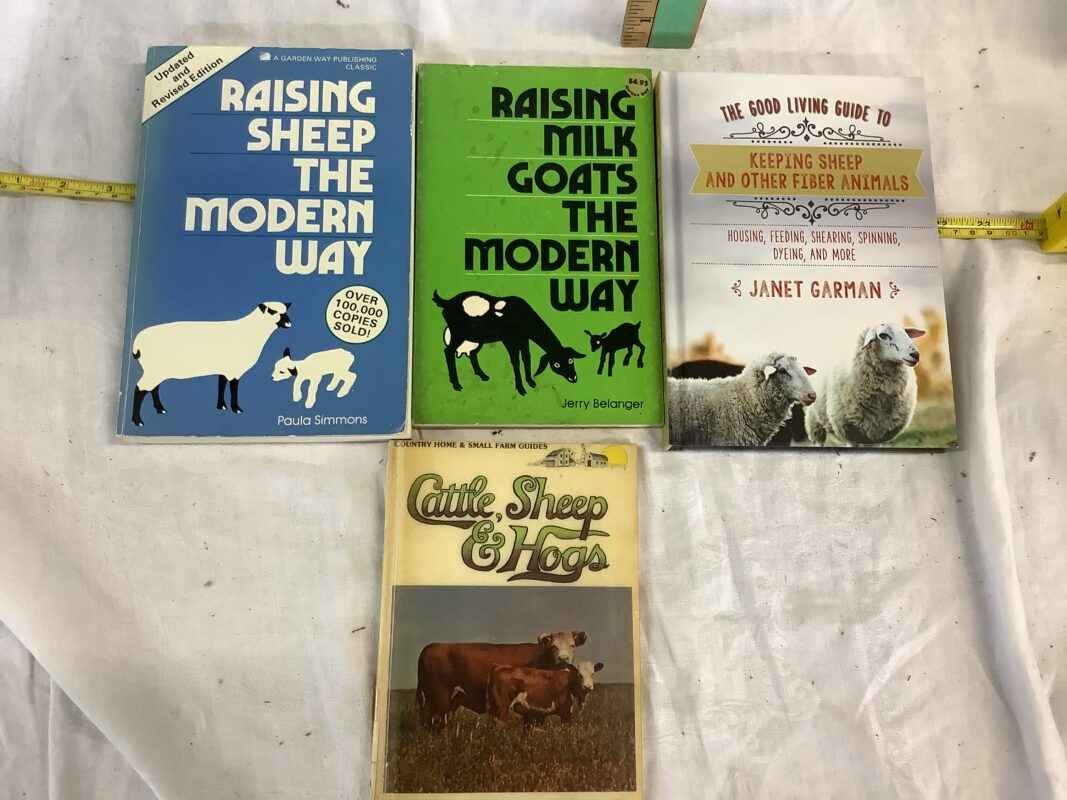 Updated
and
Revised Edition
A GARDEN WAY PUBLISHING
CLASSIC
RAISING
SHEEP
THE
MODERN
WAY
OVER
100,000
COPIES
SOLD!
Paula Simmons
$4.95
RAISING
MILK
GOATS
THE
MODERN
WAY
Jerry Belanger
THE GOOD LIVING GUIDE TO
KEEPING SHEEP
AND OTHER FIBER ANIMALS
HOUSING, FEEDING, SHEARING, SPINNING,
DYEING, AND MORE
JANET GARMAN
COUNTRY HOME & SMALL FARM GUIDES
Cattle, Sheep
& Hogs